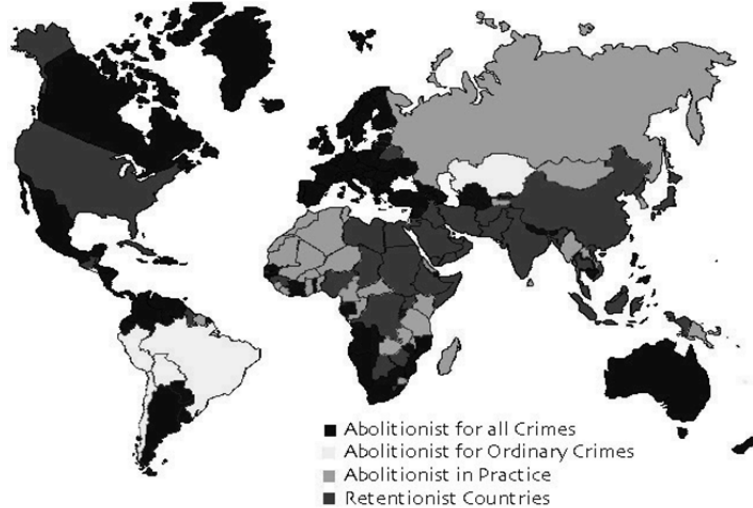 Abolitionist for all Crimes
Abolitionist for Ordinary Crimes
Abolitionist in Practice
Retentionist Countries